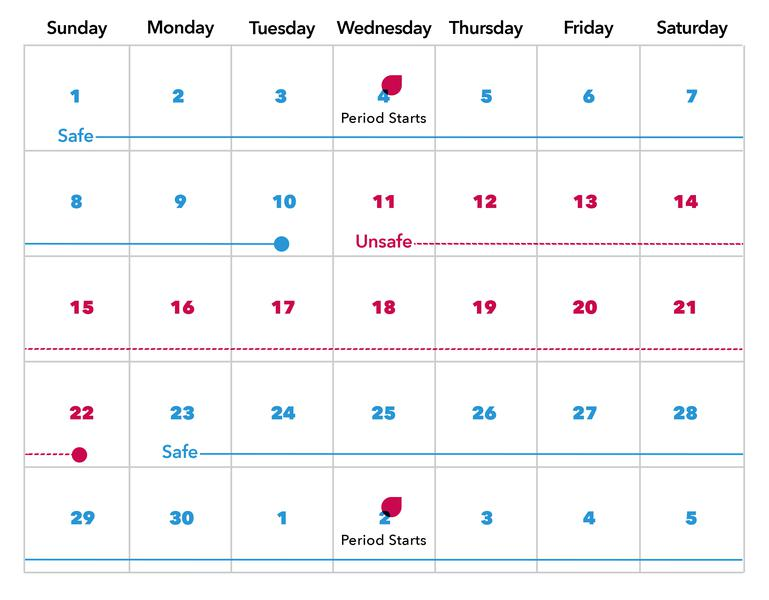 Sunday Monday Tuesday Wednesday Thursday Friday Saturday
1 2 3 4 5 6 7
Period Starts
Safe
8 9 10 11 12 13 14
Unsafe
15 16 17 18 19 20 21
22 23 24 25 26 27 28
Safe
29 30 1 2 3 4 5
Period Starts